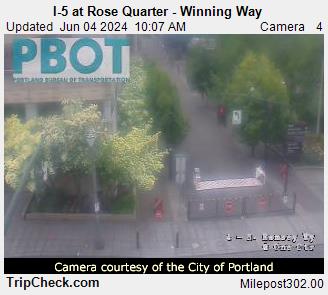 I-5 at Rose Quarter - Winning Way
Updated Jun 04 2024 10:07 AM Camera 4
PBOT
PORTLAND BUREAU OF TRANSPORTATION
Camera courtesy of the City of Portland
TripCheck.com Milepost302.00